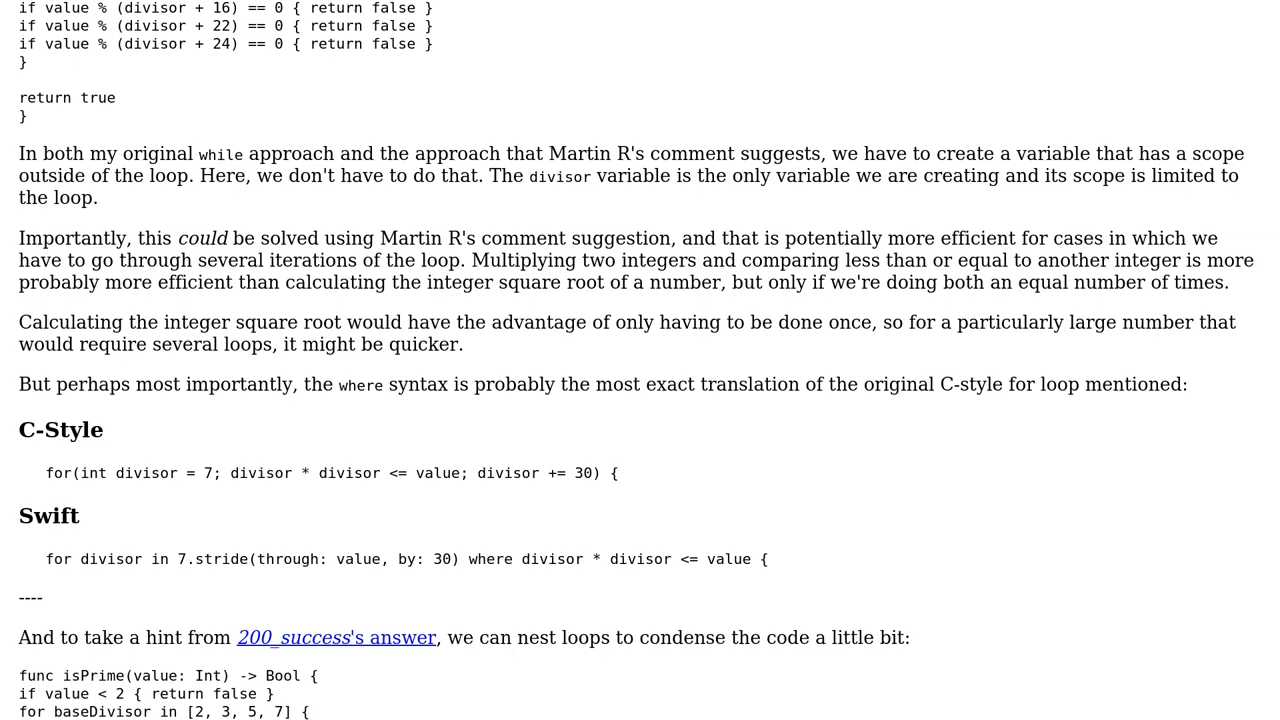 if value % (divisor + 16) == 0 { return false }
if value % (divisor + 22) == 0 { return false }
if value % (divisor + 24) == 0 { return false }
}
return true
}
In both my original while approach and the approach that Martin R's comment suggests, we have to create a variable that has a scope
outside of the loop. Here, we don't have to do that. The divisor variable is the only variable we are creating and its scope is limited to
the loop.
Importantly, this could be solved using Martin R's comment suggestion, and that is potentially more efficient for cases in which we
have to go through several iterations of the loop. Multiplying two integers and comparing less than or equal to another integer is more
probably more efficient than calculating the integer square root of a number, but only if we're doing both an equal number of times.
Calculating the integer square root would have the advantage of only having to be done once, so for a particularly large number that
would require several loops, it might be quicker.
But perhaps most importantly, the where syntax is probably the most exact translation of the original C-style for loop mentioned:
C-Style
for(int divisor = 7; divisor * divisor <= value; divisor += 30) {
Swift
for divisor in 7.stride(through: value, by: 30) where divisor * divisor <= value {
----
And to take a hint from 200_success's answer, we can nest loops to condense the code a little bit:
func isPrime(value: Int) -> Bool {
if value < 2 { return false }
for baseDivisor in [2, 3, 5, 7] {